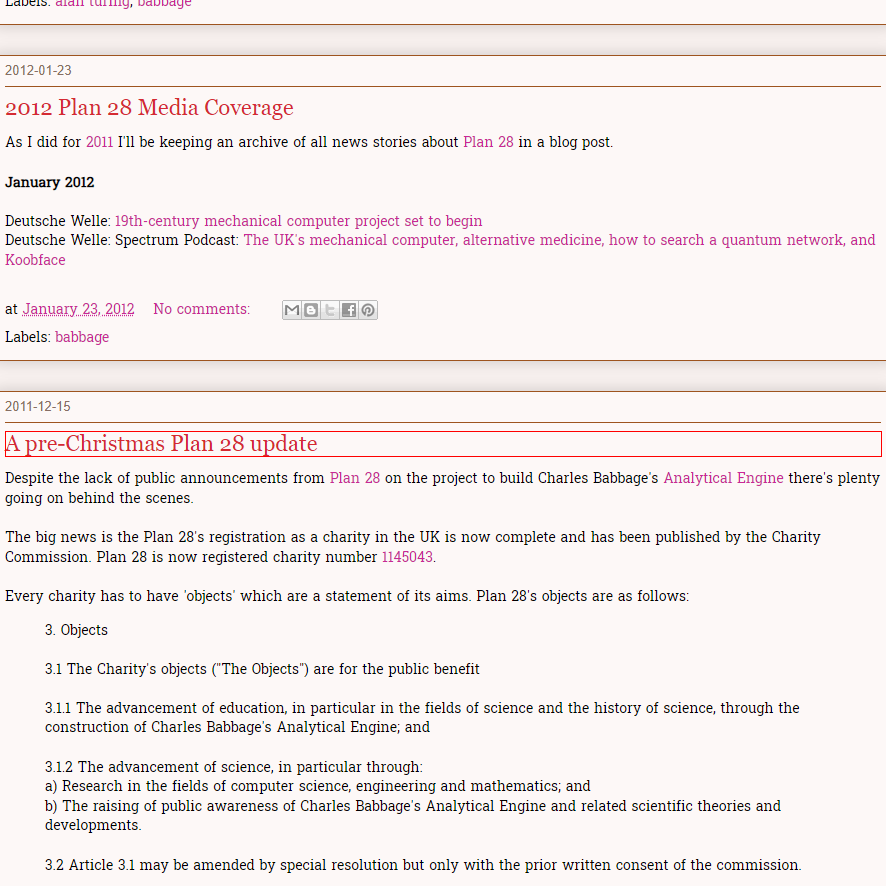 Labels: alan turing, babbage
2012-01-23
2012 Plan 28 Media Coverage
As I did for 2011 I'll be keeping an archive of all news stories about Plan 28 in a blog post.
January 2012
Deutsche Welle: 19th-century mechanical computer project set to begin
Deutsche Welle: Spectrum Podcast: The UK's mechanical computer, alternative medicine, how to search a quantum network, and
Koobface
at January 23, 2012 No comments:
Labels: babbage
2011-12-15
A pre-Christmas Plan 28 update
Despite the lack of public announcements from Plan 28 on the project to build Charles Babbage's Analytical Engine there's plenty
going on behind the scenes.
The big news is the Plan 28's registration as a charity in the UK is now complete and has been published by the Charity
Commission. Plan 28 is now registered charity number 1145043.
Every charity has to have 'objects' which are a statement of its aims. Plan 28's objects are as follows:
3. Objects
3.1 The Charity's objects ("The Objects") are for the public benefit
3.1.1 The advancement of education, in particular in the fields of science and the history of science, through the
construction of Charles Babbage's Analytical Engine; and
3.1.2 The advancement of science, in particular through:
a) Research in the fields of computer science, engineering and mathematics; and
b) The raising of public awareness of Charles Babbage's Analytical Engine and related scientific theories and
developments.
3.2 Article 3.1 may be amended by special resolution but only with the prior written consent of the commission.